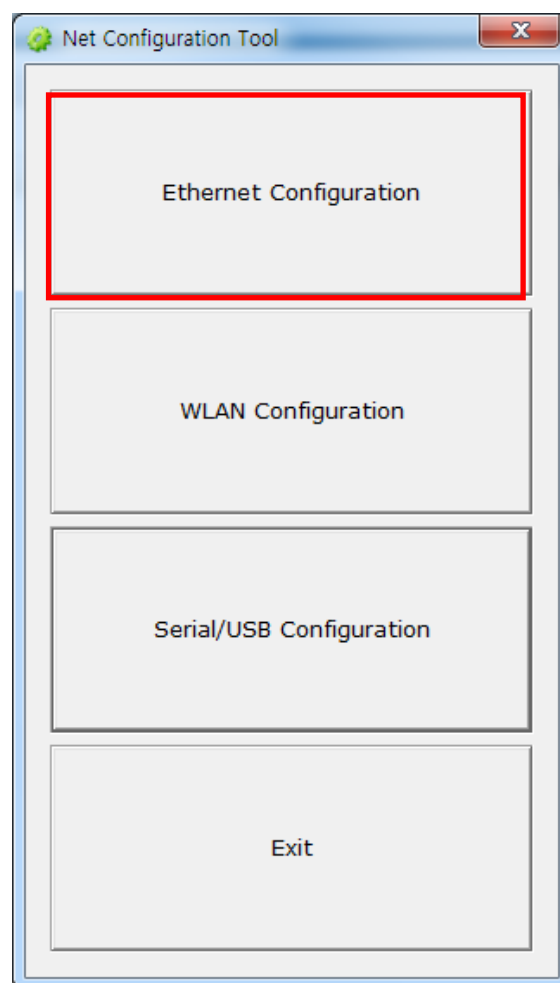 Net Configuration Tool
Ethernet Configuration
WLAN Configuration
Serial/USB Configuration
Exit